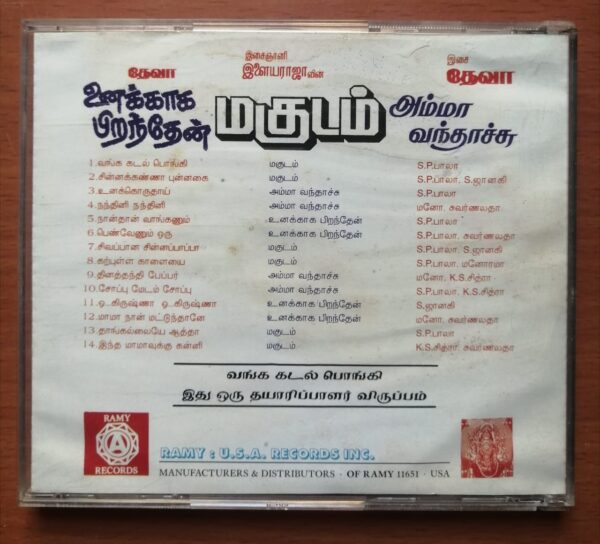 தேவா
உனக்காக
பிறந்தேன்
இசைஞானி
இளையராஜாவின்
மகுடம்
இசை
தேவா
அம்மா
வந்தாச்சு
1.வங்க கடல் பொங்கி மகுடம் S.P.பாலா
2.சின்னக்கண்ணா புன்னகை மகுடம் S.P.பாலா, S.ஜானகி
3.உனக்கொருதாய் அம்மா வந்தாச்சு S.P.பாலா
4.நந்தினி நந்தினி அம்மா வந்தாச்சு மனோ, சுவர்ணலதா
5.நான்தான் வாங்கணும் உனக்காக பிறந்தேன் S.P.பாலா
6.பெண்வேணும் ஒரு உனக்காக பிறந்தேன் S.P.பாலா, சுவர்ணலதா
7.சிவப்பான சின்னப்பாப்பா மகுடம் S.P.பாலா, S.ஜானகி
8.கற்புள்ள காளையை மகுடம் S.P.பாலா, மனோரமா
9.தினத்தந்தி பேப்பர் அம்மா வந்தாச்சு மனோ, K.S.சித்ரா
10.சோப்பு மேடம் சோப்பு அம்மா வந்தாச்சு S.P.பாலா, K.S.சித்ரா
11.ஓ..கிருஷ்ணா ஓ..கிருஷ்ணா உனக்காக பிறந்தேன் S.ஜானகி
12.மாமா நான் மட்டுந்தானே உனக்காக பிறந்தேன் மனோ, சுவர்ணலதா
13.தாங்கல்லையே ஆத்தா மகுடம் S.P.பாலா
14.இந்த மாமாவுக்கு கன்னி மகுடம் K.S.சித்ரா, சுவர்ணலதா
வங்க கடல் பொங்கி
இது ஒரு தயாரிப்பாளர் விருப்பம்
RAMY
A
RECORDS
RAMY : U.S.A. RECORDS INC.
MANUFACTURERS & DISTRIBUTORS · OF RAMY 11651 · USA